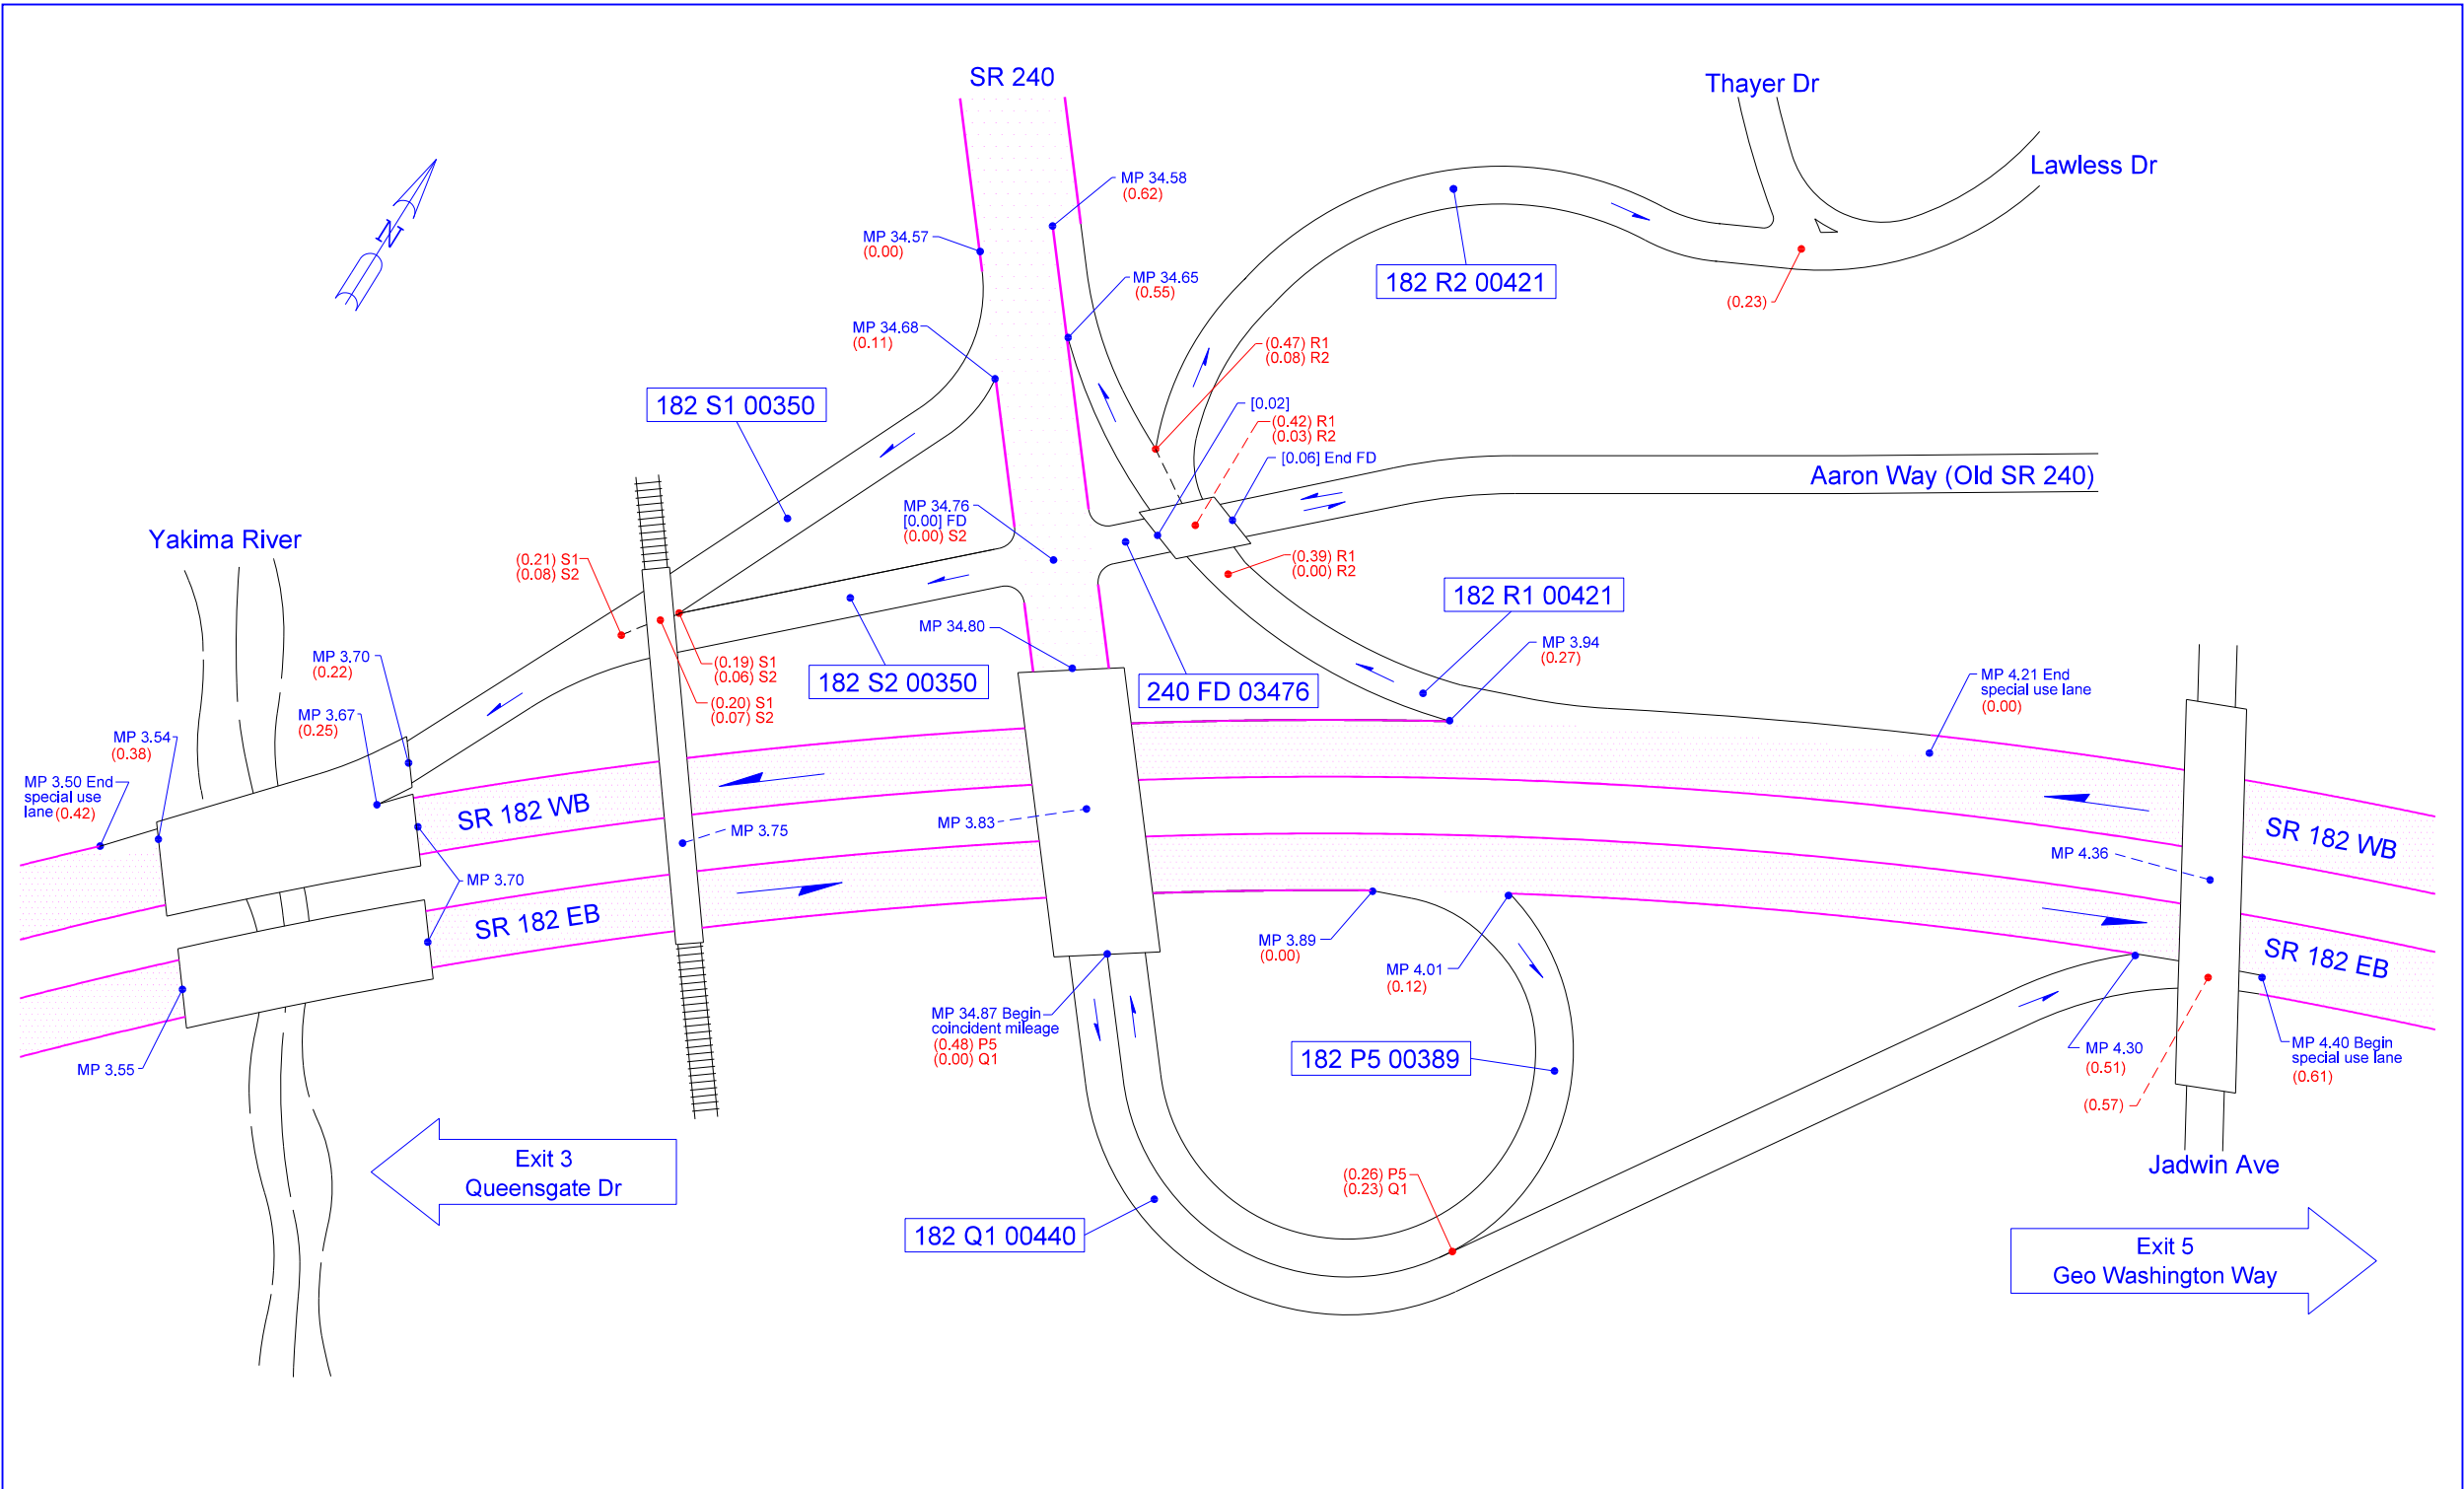 SR 240
Thayer Dr
Lawless Dr
N
MP 34.58
(0.62)
MP 34.57
(0.00)
MP 34.65
(0.55)
182 R2 00421
(0.23)
MP 34.68
(0.11)
(0.47) R1
(0.08) R2
182 S1 00350
[0.02]
(0.42) R1
(0.03) R2
[0.06] End FD
Aaron Way (Old SR 240)
MP 34.76
[0.00] FD
(0.00) S2
Yakima River
(0.21) S1
(0.08) S2
(0.39) R1
(0.00) R2
182 R1 00421
MP 34.80
MP 3.94
(0.27)
MP 3.70
(0.22)
(0.19) S1
(0.06) S2
182 S2 00350
240 FD 03476
MP 4.21 End
special use lane
(0.00)
(0.20) S1
(0.07) S2
MP 3.67
(0.25)
MP 3.54
(0.38)
MP 3.50 End
special use
lane (0.42)
SR 182 WB
MP 3.75
MP 3.83
SR 182 WB
MP 4.36
MP 3.70
SR 182 EB
MP 3.89
(0.00)
MP 4.01
(0.12)
SR 182 EB
MP 34.87 Begin
coincident mileage
(0.48) P5
(0.00) Q1
MP 3.55
182 P5 00389
MP 4.30
(0.51)
MP 4.40 Begin
special use lane
(0.61)
(0.57)
Exit 3
Queensgate Dr
(0.26) P5
(0.23) Q1
Jadwin Ave
182 Q1 00440
Exit 5
Geo Washington Way